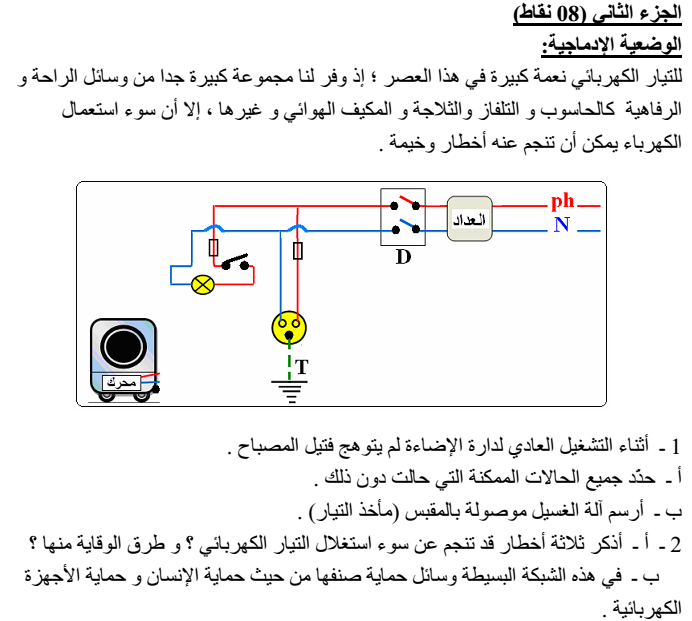 الجزء الثاني (08 نقاط)
الوضعية الإدماجية:
للتيار الكهربائي نعمة كبيرة في هذا العصر ؛ إذ وفر لنا مجموعة كبيرة جدا من وسائل الراحة و
الرفاهية كالحاسوب و التلفاز والثلاجة و المكيف الهوائي و غيرها ، إلا أن سوء استعمال
الكهرباء يمكن أن تنجم عنه أخطار وخيمة .
ph
العداد
N
D
T
محرك
1 ـ أثناء التشغيل العادي لدارة الإضاءة لم يتوهج فتيل المصباح .
أ ـ حدّد جميع الحالات الممكنة التي حالت دون ذلك .
ب ـ أرسم آلة الغسيل موصولة بالمقبس (مأخذ التيار) .
2 ـ أ ـ أذكر ثلاثة أخطار قد تنجم عن سوء استغلال التيار الكهربائي ؟ و طرق الوقاية منها ؟
ب ـ في هذه الشبكة البسيطة وسائل حماية صنفها من حيث حماية الإنسان و حماية الأجهزة
الكهربائية .